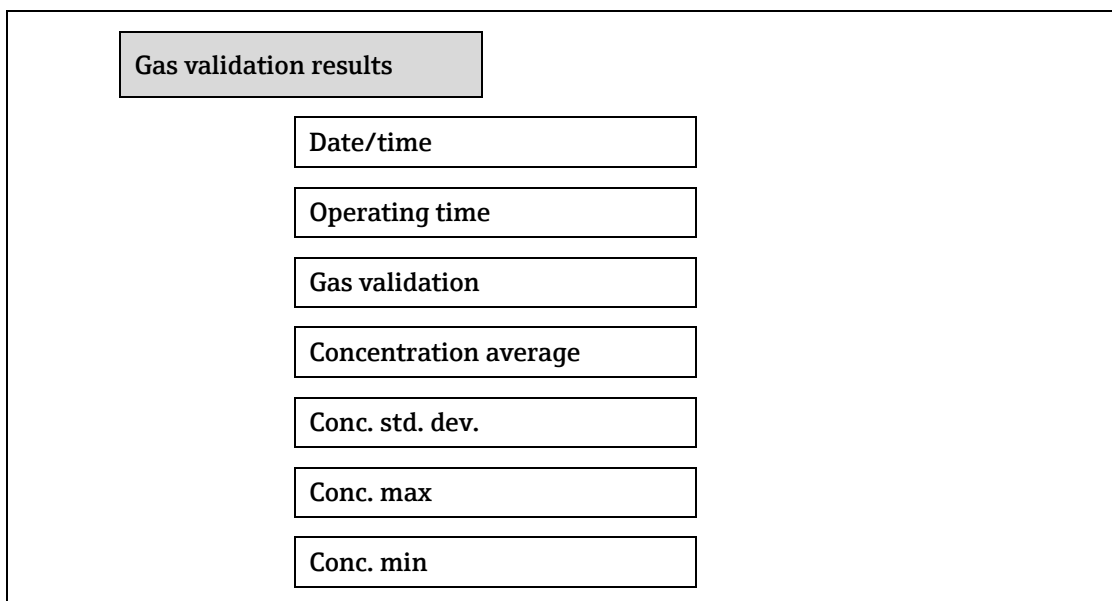 Gas validation results
Date/time
Operating time
Gas validation
Concentration average
Conc. std. dev.
Conc. max
Conc. min